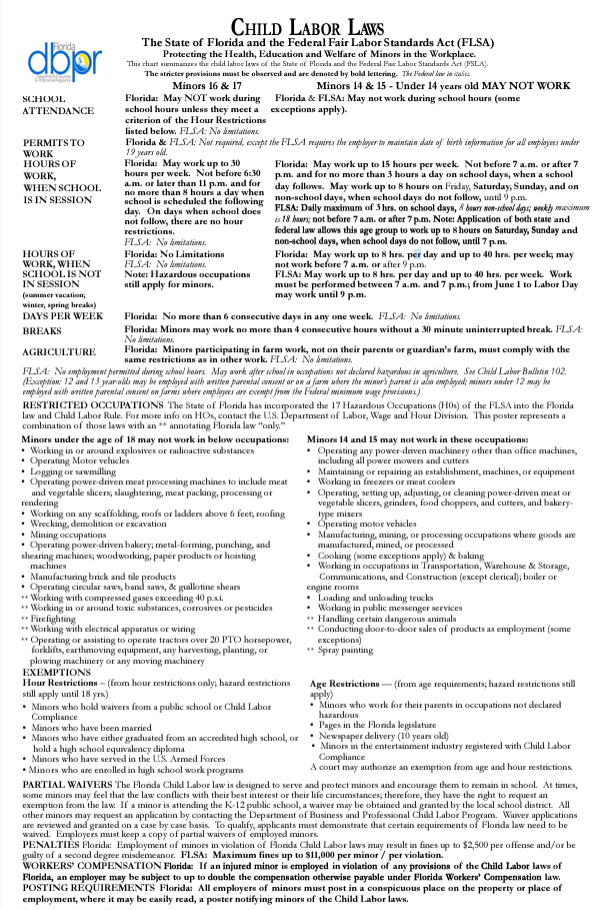 Florida
dbpr
CHILD LABOR LAWS
The State of Florida and the Federal Fair Labor Standards Act (FLSA)
Protecting the Health, Education and Welfare of Minors in the Workplace.
This chart summarizes the child labor laws of the State of Florida and the Federal Fair Labor Standards Act (FSLA).
The stricter provisions must be observed and are denoted by bold lettering. The Federal law in italics.
Minors 16 & 17
Minors 14 & 15 - Under 14 years old MAY NOT WORK
SCHOOL
ATTENDANCE
Florida: May NOT work during
school hours unless they meet a
criterion of the Hour Restrictions
listed below. FLSA: No limitations.
Florida & FLSA: May not work during school hours (some
exceptions apply).
PERMITS TO
WORK
Florida & FLSA: Not required, except the FLSA requires the employer to maintain date of birth information for all employees under
19 years old.
HOURS OF
WORK,
WHEN SCHOOL
IS IN SESSION
Florida: May work up to 30
hours per week. Not before 6:30
a.m. or later than 11 p.m. and for
no more than 8 hours a day when
school is scheduled the following
day. On days when school does
not follow, there are no hour
restrictions.
FLSA: No limitations.
Florida: May work up to 15 hours per week. Not before 7 a.m. or after 7
p.m. and for no more than 3 hours a day on school days, when a school
day follows. May work up to 8 hours on Friday, Saturday, Sunday, and on
non-school days, when school days do not follow, until 9 p.m.
FLSA: Daily maximum of 3 hrs. on school days, 8 hours non-school days; weekly maximum
is 18 hours; not before 7 a.m. or after 7 p.m. Note: Application of both state and
federal law allows this age group to work up to 8 hours on Saturday, Sunday and
non-school days, when school days do not follow, until 7 p.m.
HOURS OF
WORK, WHEN
SCHOOL IS NOT
IN SESSION
(summer vacation;
winter, spring breaks)
Florida: No Limitations
FLSA: No limitations.
Note: Hazardous occupations
still apply for minors.
Florida: May work up to 8 hrs. per day and up to 40 hrs. per week; may
not work before 7 a.m. or after 9 p.m.
FLSA: May work up to 8 hrs. per day and up to 40 hrs. per week. Work
must be performed between 7 a.m. and 7 p.m.; from June 1 to Labor Day
may work until 9 p.m.
DAYS PER WEEK
Florida: No more than 6 consecutive days in any one week. FLSA: No limitations.
BREAKS
Florida: Minors may work no more than 4 consecutive hours without a 30 minute uninterrupted break. FLSA:
No limitations.
AGRICULTURE
Florida: Minors participating in farm work, not on their parents or guardian's farm, must comply with the
same restrictions as in other work. FLSA: No limitations.
FLSA: No employment permitted during school hours. May work after school in occupations not declared hazardous in agriculture. See Child Labor Bulletin 102.
(Exception: 12 and 13 year-olds may be employed with written parental consent or on a farm where the minor's parent is also employed; minors under 12 may be
employed with written parental consent on farms where employees are exempt from the Federal minimum wage provisions.)
RESTRICTED OCCUPATIONS The State of Florida has incorporated the 17 Hazardous Occupations (H0s) of the FLSA into the Florida
law and Child Labor Rule. For more info on HOs, contact the U.S. Department of Labor, Wage and Hour Division. This poster represents a
combination of those laws with an ** annotating Florida law "only."
Minors under the age of 18 may not work in below occupations:
• Working in or around explosives or radioactive substances
• Operating Motor vehicles
• Logging or sawmilling
• Operating power-driven meat processing machines to include meat
and vegetable slicers; slaughtering, meat packing, processing or
rendering
• Working on any scaffolding, roofs or ladders above 6 feet; roofing
• Wrecking, demolition or excavation
• Mining occupations
• Operating power-driven bakery; metal-forming, punching, and
shearing machines; woodworking, paper products or hoisting
machines
• Manufacturing brick and tile products
• Operating circular saws, band saws, & guillotine shears
** Working with compressed gases exceeding 40 p.s.i.
** Working in or around toxic substances, corrosives or pesticides
** Firefighting
** Working with electrical apparatus or wiring
** Operating or assisting to operate tractors over 20 PTO horsepower,
forklifts, earthmoving equipment, any harvesting, planting, or
plowing machinery or any moving machinery
Minors 14 and 15 may not work in these occupations:
• Operating any power-driven machinery other than office machines,
including all power mowers and cutters
• Maintaining or repairing an establishment, machines, or equipment
• Working in freezers or meat coolers
• Operating, setting up, adjusting, or cleaning power-driven meat or
vegetable slicers, grinders, food choppers, and cutters, and bakery-
type mixers
• Operating motor vehicles
• Manufacturing, mining, or processing occupations where goods are
manufactured, mined, or processed
• Cooking (some exceptions apply) & baking
• Working in occupations in Transportation, Warehouse & Storage,
Communications, and Construction (except clerical); boiler or
engine rooms
• Loading and unloading trucks
• Working in public messenger services
** Handling certain dangerous animals
** Conducting door-to-door sales of products as employment (some
exceptions)
** Spray painting
EXEMPTIONS
Hour Restrictions – (from hour restrictions only; hazard restrictions
still apply until 18 yrs.)
• Minors who hold waivers from a public school or Child Labor
Compliance
• Minors who have been married
• Minors who have either graduated from an accredited high school, or
hold a high school equivalency diploma
• Minors who have served in the U.S. Armed Forces
• Minors who are enrolled in high school work programs
Age Restrictions — (from age requirements; hazard restrictions still
apply)
• Minors who work for their parents in occupations not declared
hazardous
• Pages in the Florida legislature
• Newspaper delivery (10 years old)
• Minors in the entertainment industry registered with Child Labor
Compliance
A court may authorize an exemption from age and hour restrictions.
PARTIAL WAIVERS The Florida Child Labor law is designed to serve and protect minors and encourage them to remain in school. At times,
some minors may feel that the law conflicts with their best interest or their life circumstances; therefore, they have the right to request an
exemption from the law. If a minor is attending the K-12 public school, a waiver may be obtained and granted by the local school district. All
other minors may request an application by contacting the Department of Business and Professional Child Labor Program. Waiver applications
are reviewed and granted on a case by case basis. To qualify, applicants must demonstrate that certain requirements of Florida law need to be
waived. Employers must keep a copy of partial waivers of employed minors.
PENALTIES Florida: Employment of minors in violation of Florida Child Labor laws may result in fines up to $2,500 per offense and/or be
guilty of a second degree misdemeanor. FLSA: Maximum fines up to $11,000 per minor / per violation.
WORKERS' COMPENSATION Florida: If an injured minor is employed in violation of any provisions of the Child Labor laws of
Florida, an employer may be subject to up to double the compensation otherwise payable under Florida Workers' Compensation law.
POSTING REQUIREMENTS Florida: All employers of minors must post in a conspicuous place on the property or place of
employment, where it may be easily read, a poster notifying minors of the Child Labor laws.